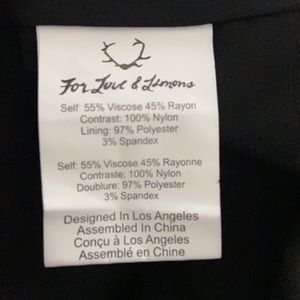 For Love & Lemons
Self: 55% Viscose 45% Rayon
Contrast: 100% Nylon
Lining: 97% Polyester
3% Spandex
Self: 55% Viscose 45% Rayonne
Contraste: 100% Nylon
Doublure: 97% Polyester
3% Spandex
Designed In Los Angeles
Assembled In China
Conçu à Los Angeles
Assemblé en Chine